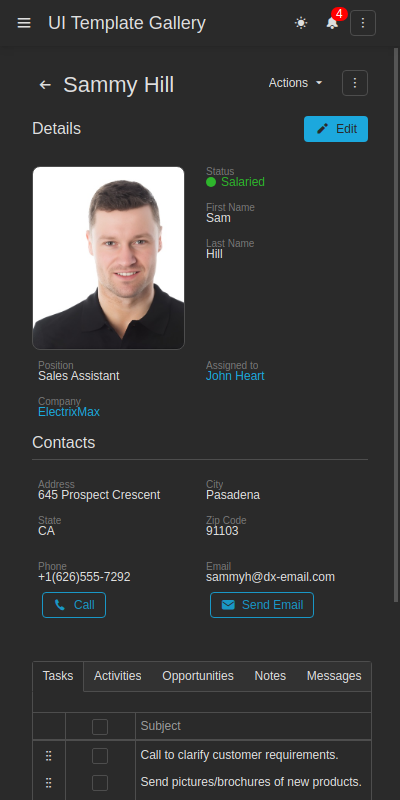 UI Template Gallery
4
Sammy Hill
Actions
Details
Edit
Status
Salaried
First Name
Sam
Last Name
Hill
Position
Sales Assistant
Assigned to
John Heart
Company
ElectrixMax
Contacts
Address
645 Prospect Crescent
City
Pasadena
State
CA
Zip Code
91103
Phone
+1(626)555-7292
Email
sammyh@dx-email.com
Call
Send Email
Tasks Activities Opportunities Notes Messages
Subject
Call to clarify customer requirements.
Send pictures/brochures of new products.